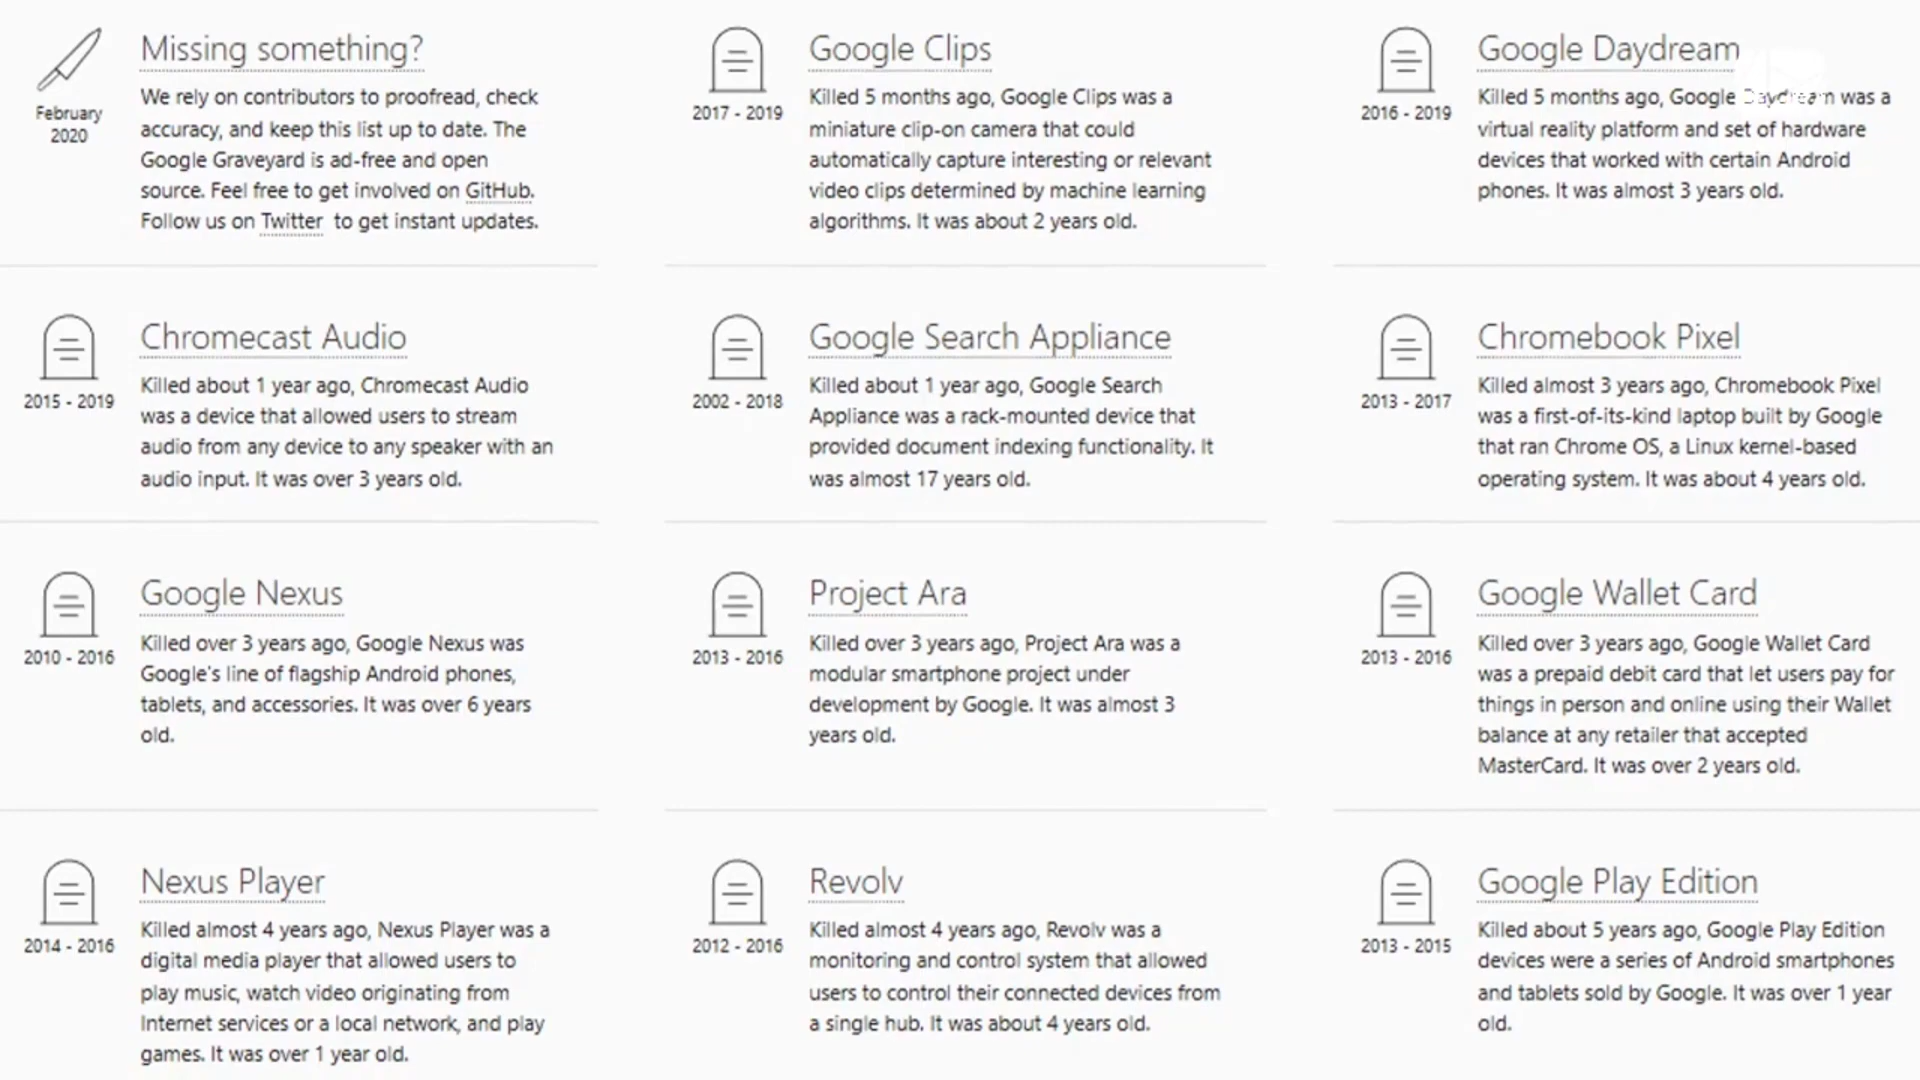 Missing something?
February
2020
We rely on contributors to proofread, check
accuracy, and keep this list up to date. The
Google Graveyard is ad-free and open
source. Feel free to get involved on GitHub.
Follow us on Twitter to get instant updates.
Google Clips
2017 - 2019
Killed 5 months ago, Google Clips was a
miniature clip-on camera that could
automatically capture interesting or relevant
video clips determined by machine learning
algorithms. It was about 2 years old.
Google Daydream
2016 - 2019
Killed 5 months ago, Google Daydream was a
virtual reality platform and set of hardware
devices that worked with certain Android
phones. It was almost 3 years old.
Chromecast Audio
2015 - 2019
Killed about 1 year ago, Chromecast Audio
was a device that allowed users to stream
audio from any device to any speaker with an
audio input. It was over 3 years old.
Google Search Appliance
2002 - 2018
Killed about 1 year ago, Google Search
Appliance was a rack-mounted device that
provided document indexing functionality. It
was almost 17 years old.
Chromebook Pixel
2013 - 2017
Killed almost 3 years ago, Chromebook Pixel
was a first-of-its-kind laptop built by Google
that ran Chrome OS, a Linux kernel-based
operating system. It was about 4 years old.
Google Nexus
2010 - 2016
Killed over 3 years ago, Google Nexus was
Google's line of flagship Android phones,
tablets, and accessories. It was over 6 years
old.
Project Ara
2013 - 2016
Killed over 3 years ago, Project Ara was a
modular smartphone project under
development by Google. It was almost 3
years old.
Google Wallet Card
2013 - 2016
Killed over 3 years ago, Google Wallet Card
was a prepaid debit card that let users pay for
things in person and online using their Wallet
balance at any retailer that accepted
MasterCard. It was over 2 years old.
Nexus Player
2014 - 2016
Killed almost 4 years ago, Nexus Player was a
digital media player that allowed users to
play music, watch video originating from
Internet services or a local network, and play
games. It was over 1 year old.
Revolv
2012 - 2016
Killed almost 4 years ago, Revolv was a
monitoring and control system that allowed
users to control their connected devices from
a single hub. It was about 4 years old.
Google Play Edition
2013 - 2015
Killed about 5 years ago, Google Play Edition
devices were a series of Android smartphones
and tablets sold by Google. It was over 1 year
old.